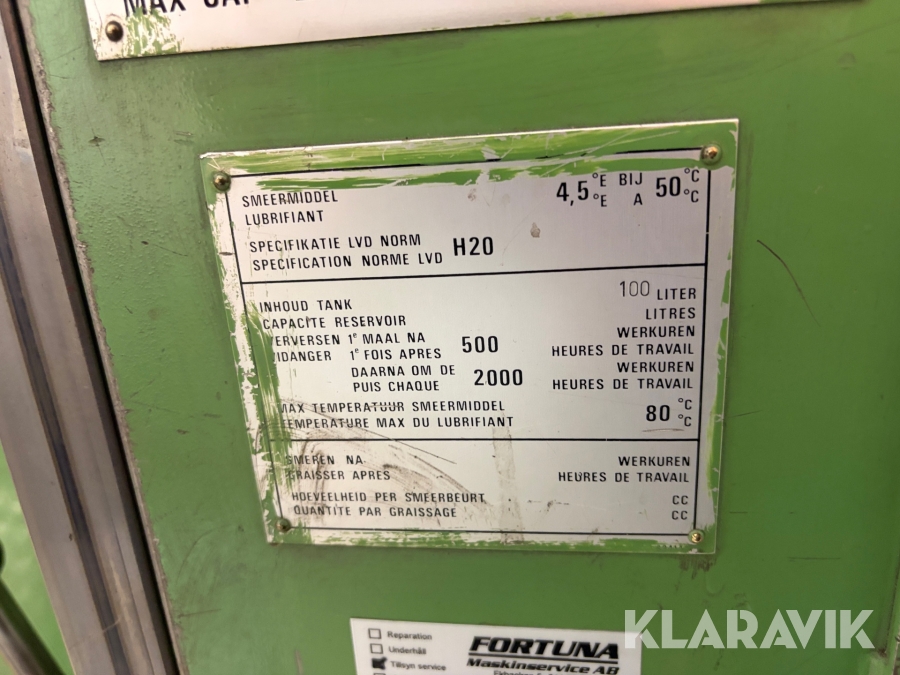 MAX
SMEERMIDDEL 4,5 °E BIJ 50 °C
LUBRIFIANT °E A °C
SPECIFIKATIE LVD NORM H20
SPECIFICATION NORME LVD
INHOUD TANK 100 LITER
CAPACITE RESERVOIR LITRES
VERVERSEN 1e MAAL NA 500 WERKUREN
VIDANGER 1e FOIS APRES HEURES DE TRAVAIL
DAARNA OM DE 2000 WERKUREN
PUIS CHAQUE HEURES DE TRAVAIL
MAX TEMPERATUUR SMEERMIDDEL 80 °C
TEMPERATURE MAX DU LUBRIFIANT °C
SMEREN NA WERKUREN
GRAISSER APRES HEURES DE TRAVAIL
HOEVEELHEID PER SMEERBEURT CC
QUANTITE PAR GRAISSAGE CC
Reparation
Underhåll
Tillsyn service
FORTUNA
Maskinservice AB
KLARAVIK